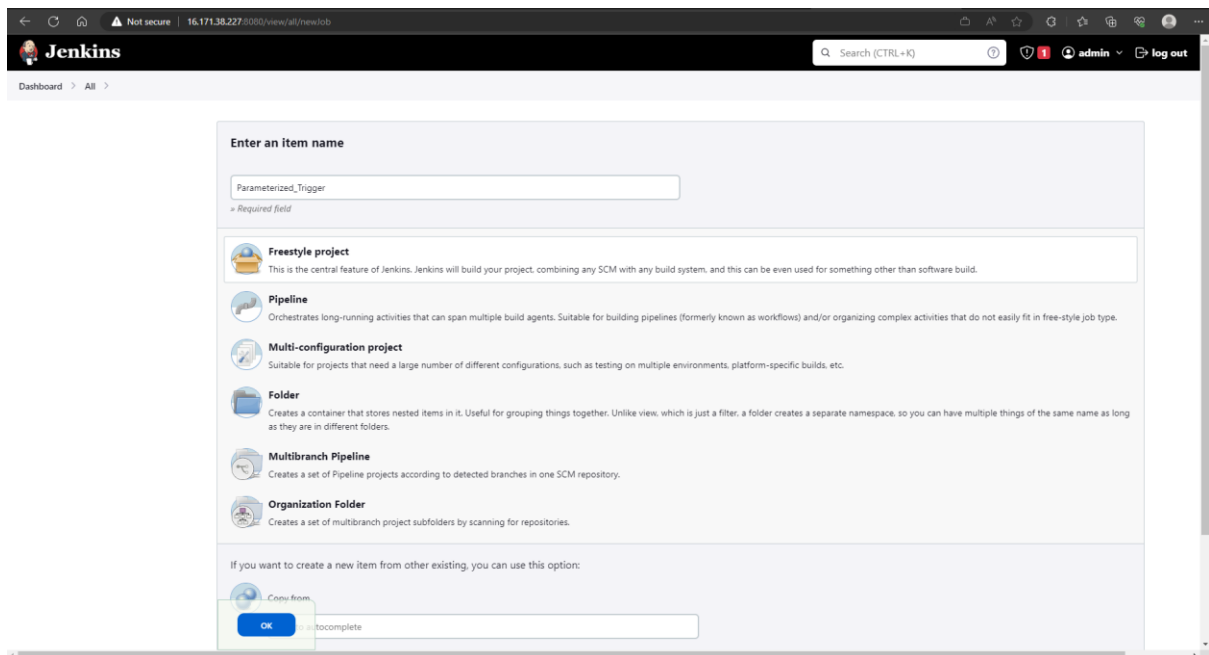 Not secure 16.171.38.227:8080/view/all/newJob
Jenkins
Search (CTRL+K)
1
admin
log out
Dashboard > All >
Enter an item name
Parameterized_Trigger
» Required field
Freestyle project
This is the central feature of Jenkins. Jenkins will build your project, combining any SCM with any build system, and this can be even used for something other than software build.
Pipeline
Orchestrates long-running activities that can span multiple build agents. Suitable for building pipelines (formerly known as workflows) and/or organizing complex activities that do not easily fit in free-style job type.
Multi-configuration project
Suitable for projects that need a large number of different configurations, such as testing on multiple environments, platform-specific builds, etc.
Folder
Creates a container that stores nested items in it. Useful for grouping things together. Unlike view, which is just a filter, a folder creates a separate namespace, so you can have multiple things of the same name as long
as they are in different folders.
Multibranch Pipeline
Creates a set of Pipeline projects according to detected branches in one SCM repository.
Organization Folder
Creates a set of multibranch project subfolders by scanning for repositories.
If you want to create a new item from other existing, you can use this option:
Copy from
OK
autocomplete